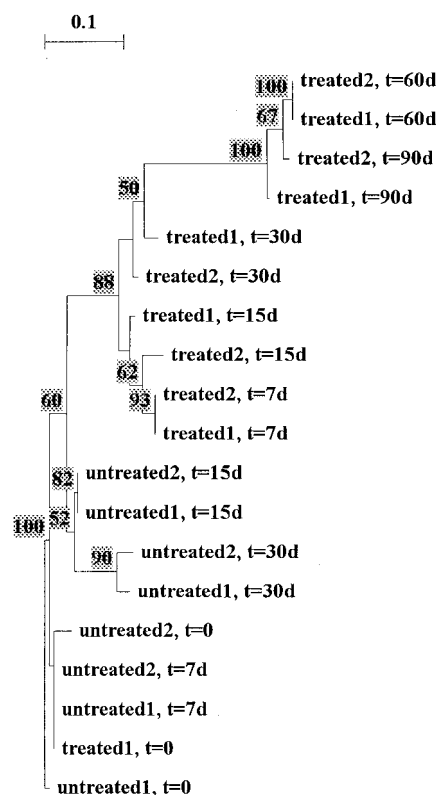 0.1
100
treated2, t=60d
treated1, t=60d
67
treated2, t=90d
100
treated1, t=90d
50
treated1, t=30d
treated2, t=30d
88
treated1, t=15d
treated2, t=15d
62
treated2, t=7d
93
treated1, t=7d
60
untreated2, t=15d
82
untreated1, t=15d
52
100
untreated2, t=30d
90
untreated1, t=30d
untreated2, t=0
untreated2, t=7d
untreated1, t=7d
treated1, t=0
untreated1, t=0